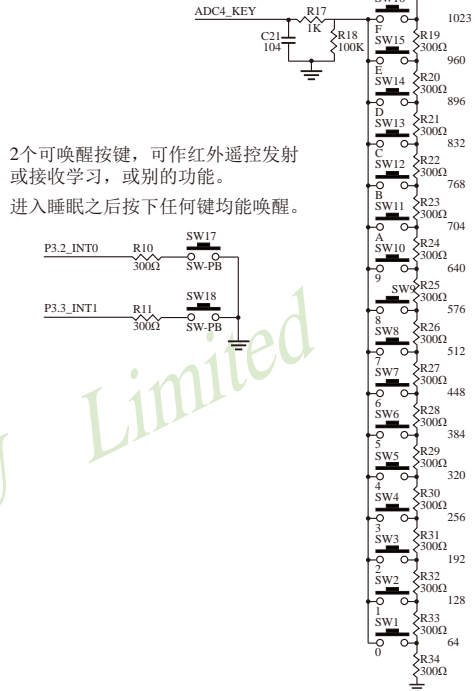 SW16
ADC4_KEY
R17
1K
C21
104
R18
100K
1023
F
R19
300Ω
SW15
960
E
R20
300Ω
SW14
896
D
R21
300Ω
SW13
832
C
R22
300Ω
SW12
768
B
R23
300Ω
SW11
704
A
R24
300Ω
SW10
640
9
R25
300Ω
SW9
576
8
R26
300Ω
SW8
512
7
R27
300Ω
SW7
448
6
R28
300Ω
SW6
384
5
R29
300Ω
SW5
320
4
R30
300Ω
SW4
256
3
R31
300Ω
SW3
192
2
R32
300Ω
SW2
128
1
R33
300Ω
SW1
64
0
R34
300Ω
2个可唤醒按键，可作红外遥控发射
或接收学习，或别的功能。
进入睡眠之后按下任何键均能唤醒。
P3.2_INT0
R10
300Ω
SW17
SW-PB
P3.3_INT1
R11
300Ω
SW18
SW-PB
Limited